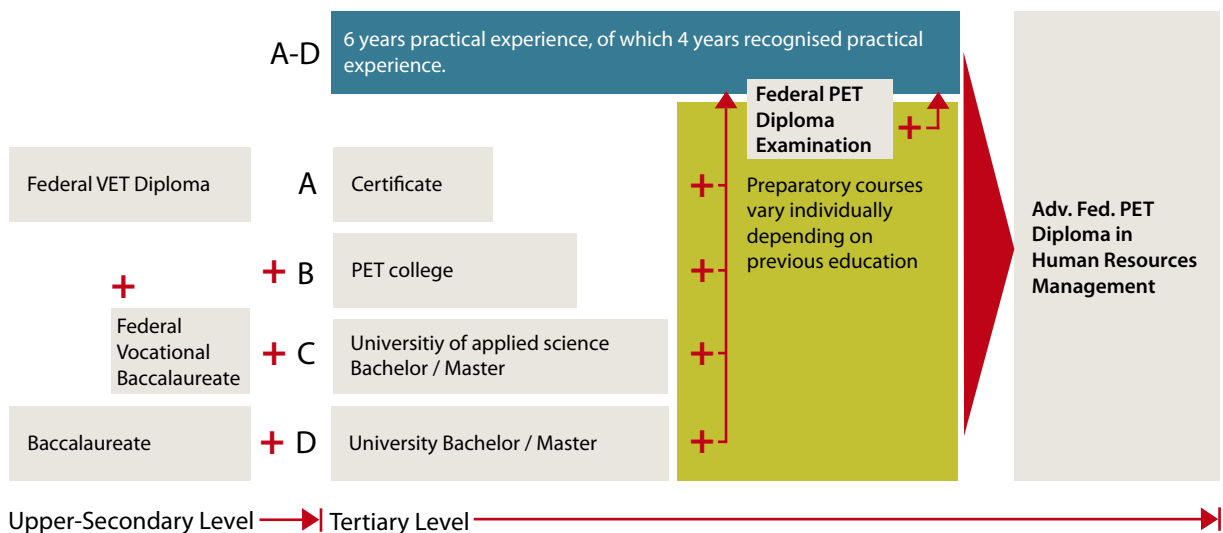 A-D
6 years practical experience, of which 4 years recognised practical
experience.
Federal PET
Diploma
Examination
+
Federal VET Diploma
A
Certificate
+
Preparatory courses
vary individually
depending on
previous education
Adv. Fed. PET
Diploma in
Human Resources
Management
+
+
B
PET college
+
Federal
Vocational
Baccalaureate
+
C
Universitiy of applied science
Bachelor / Master
+
Baccalaureate
+
D
University Bachelor / Master
+
Upper-Secondary Level
Tertiary Level